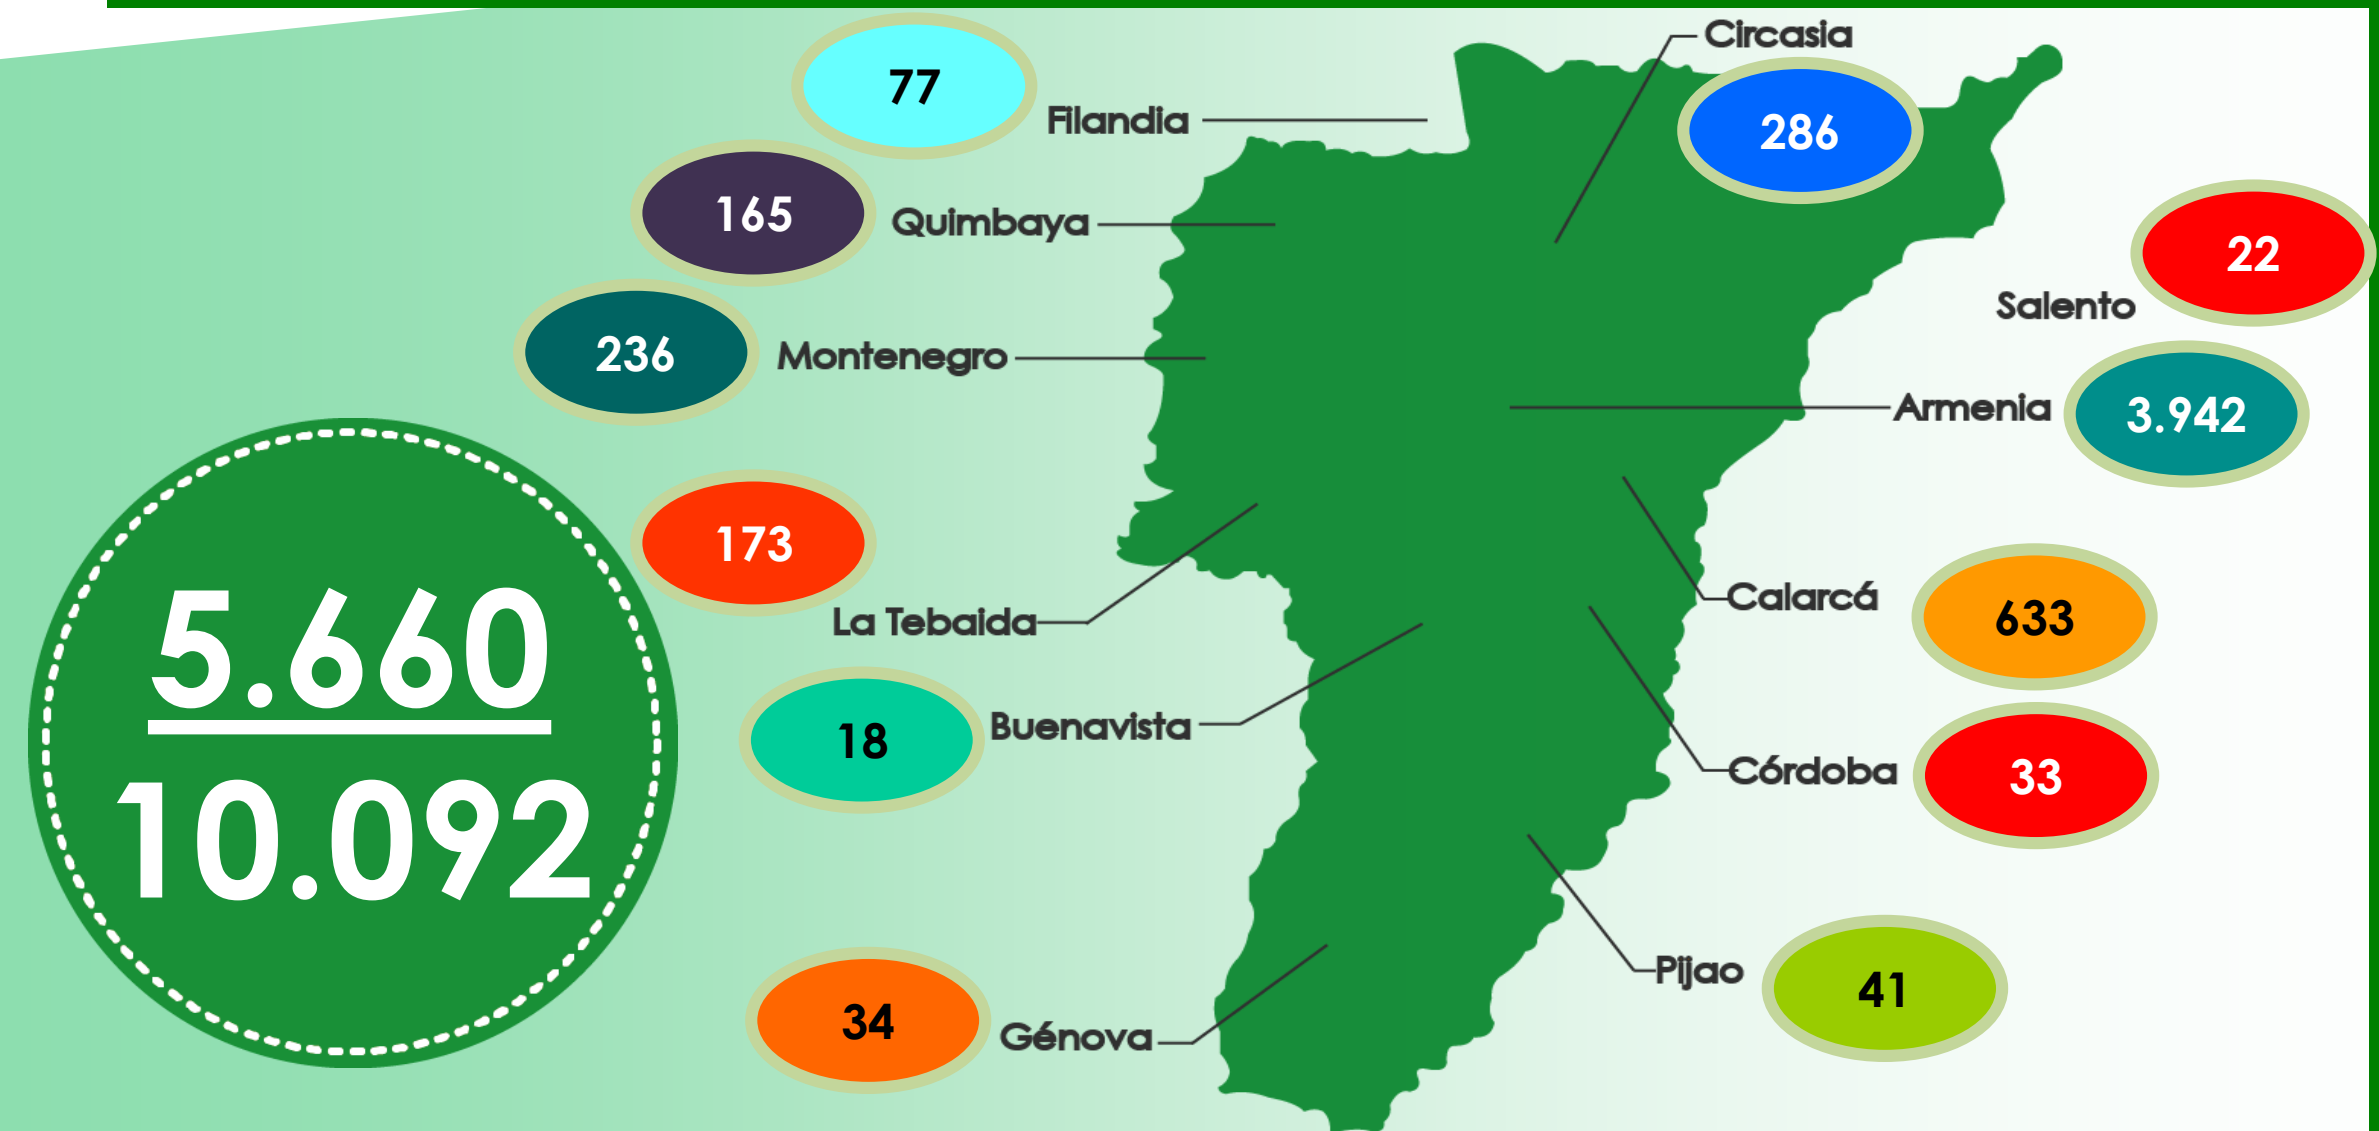 Circasia
286
77
Filandia
165
Quimbaya
22
Salento
236
Montenegro
Armenia
3.942
173
La Tebaida
Calarcá
633
5.660
10.092
18
Buenavista
Córdoba
33
Pijao
41
34
Génova